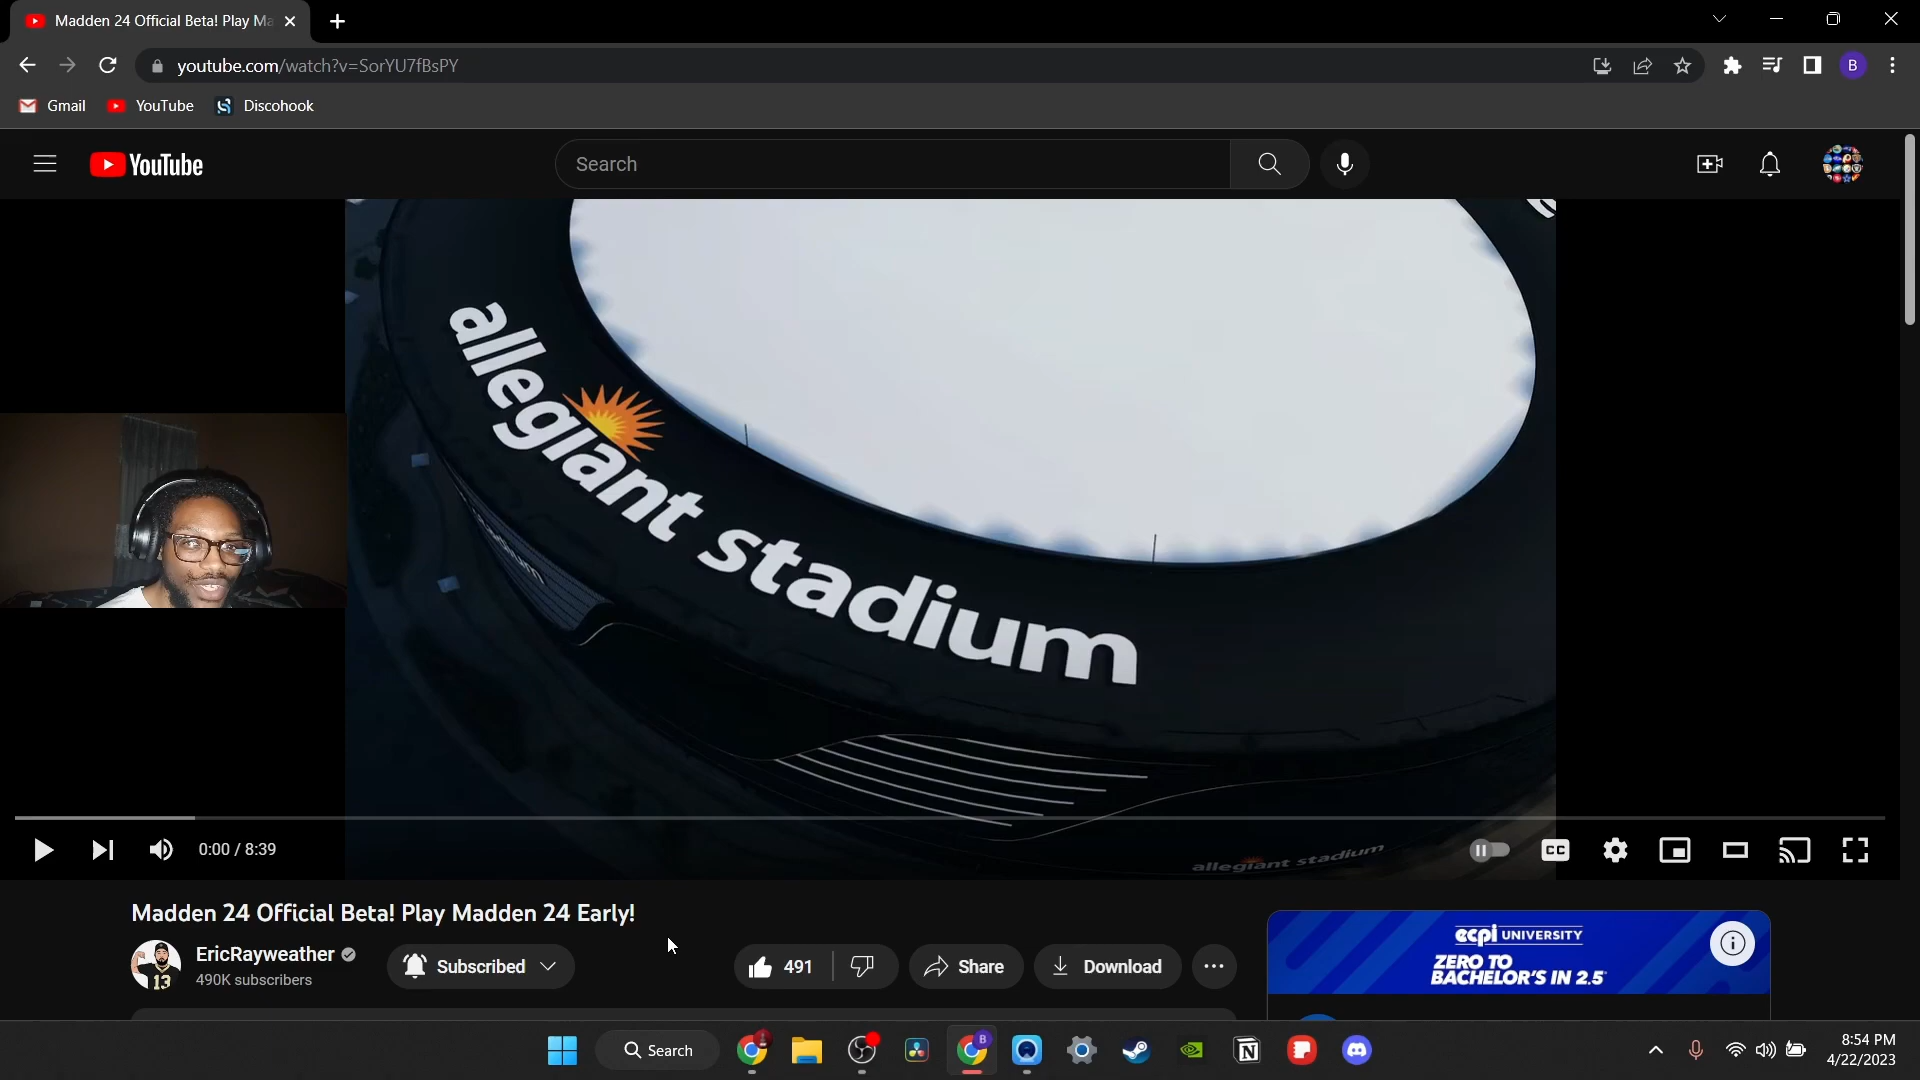 Madden 24 Official Beta! Play Ma
youtube.com/watch?v=SorYU7fBsPY
B
Gmail
YouTube
Discohook
YouTube
Search
allegiant stadium
allegiant stadium
0:00 / 8:39
CC
Madden 24 Official Beta! Play Madden 24 Early!
EricRayweather
490K subscribers
13
Subscribed
491
Share
Download
ecpi UNIVERSITY
ZERO TO
BACHELOR'S IN 2.5
Search
B
8:54 PM
4/22/2023